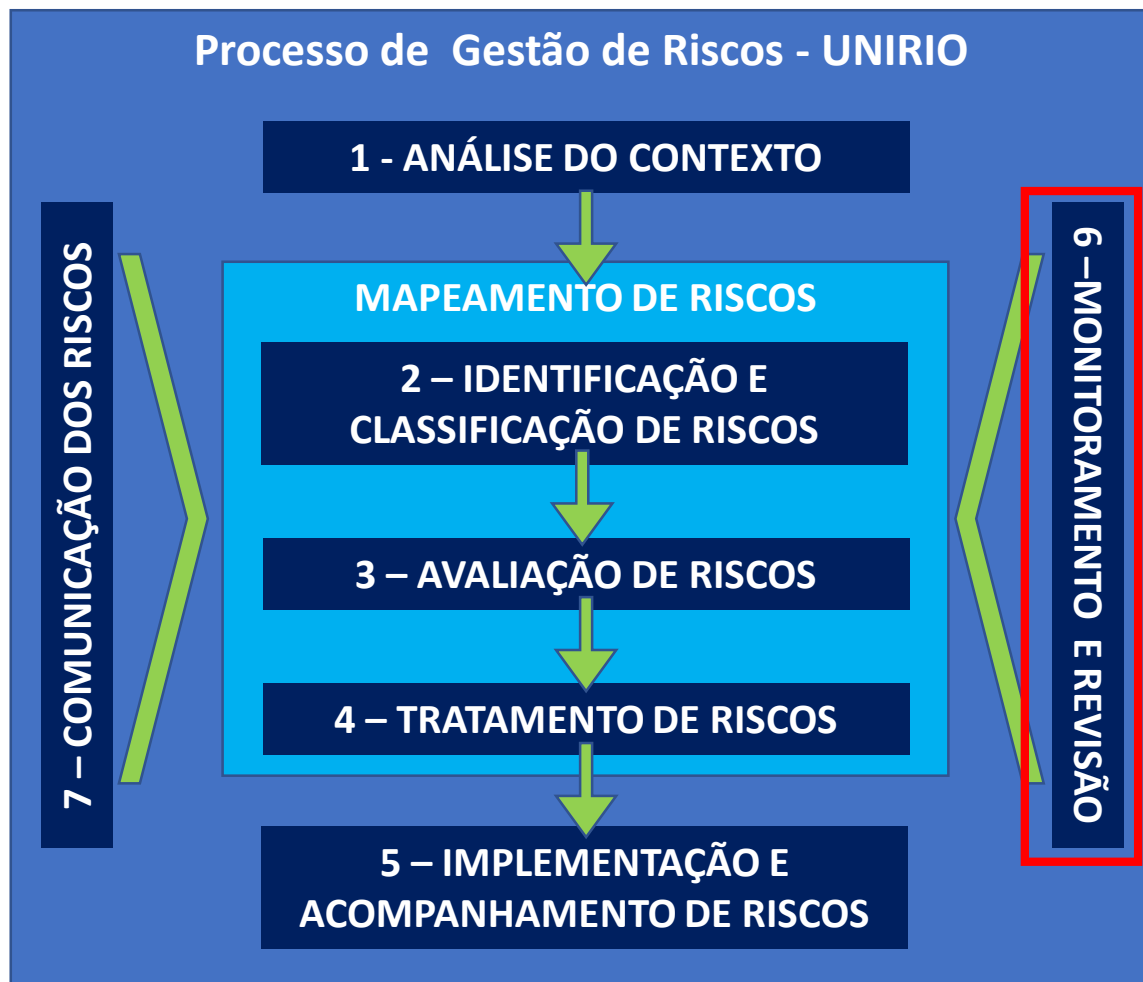 Processo de Gestão de Riscos - UNIRIO
1 - ANÁLISE DO CONTEXTO
MAPEAMENTO DE RISCOS
2 – IDENTIFICAÇÃO E
CLASSIFICAÇÃO DE RISCOS
3 – AVALIAÇÃO DE RISCOS
4 – TRATAMENTO DE RISCOS
5 – IMPLEMENTAÇÃO E
ACOMPANHAMENTO DE RISCOS
6 –MONITORAMENTO E REVISÃO
7 – COMUNICAÇÃO DOS RISCOS